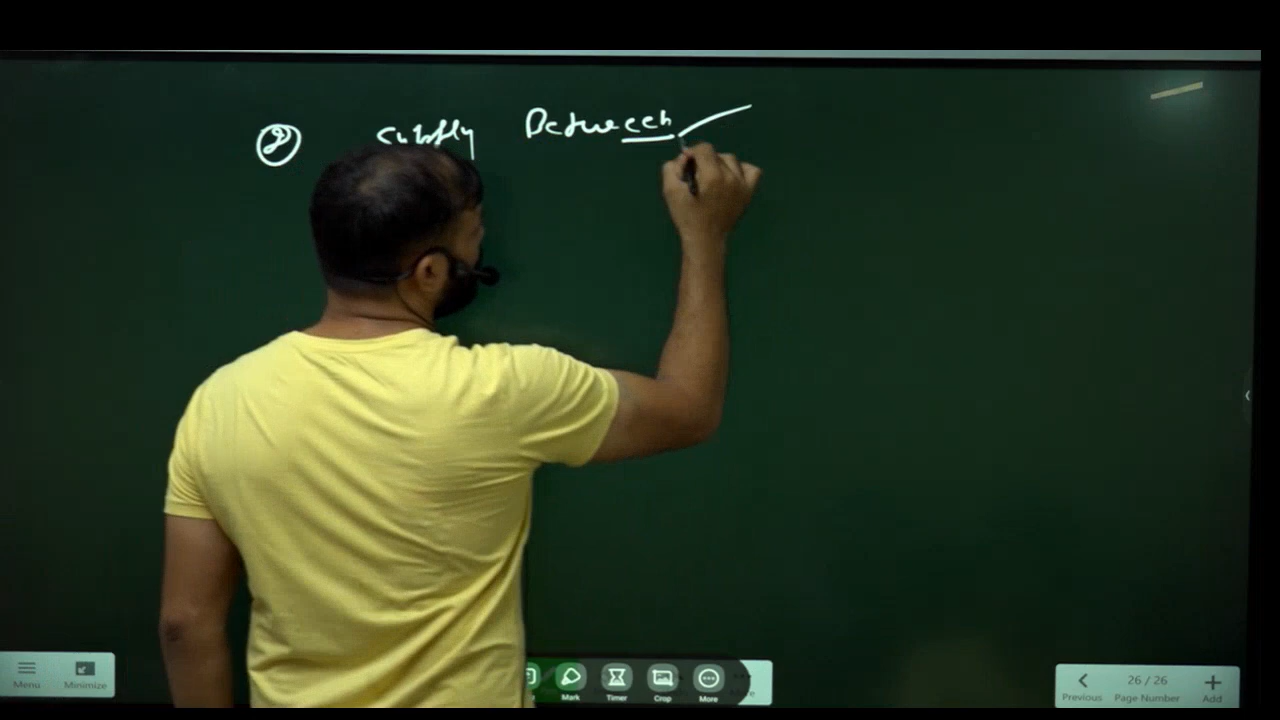 ② Supply Between
Mark Timer Crop More
Menu Minimize
26 / 26
Previous Page Number Add